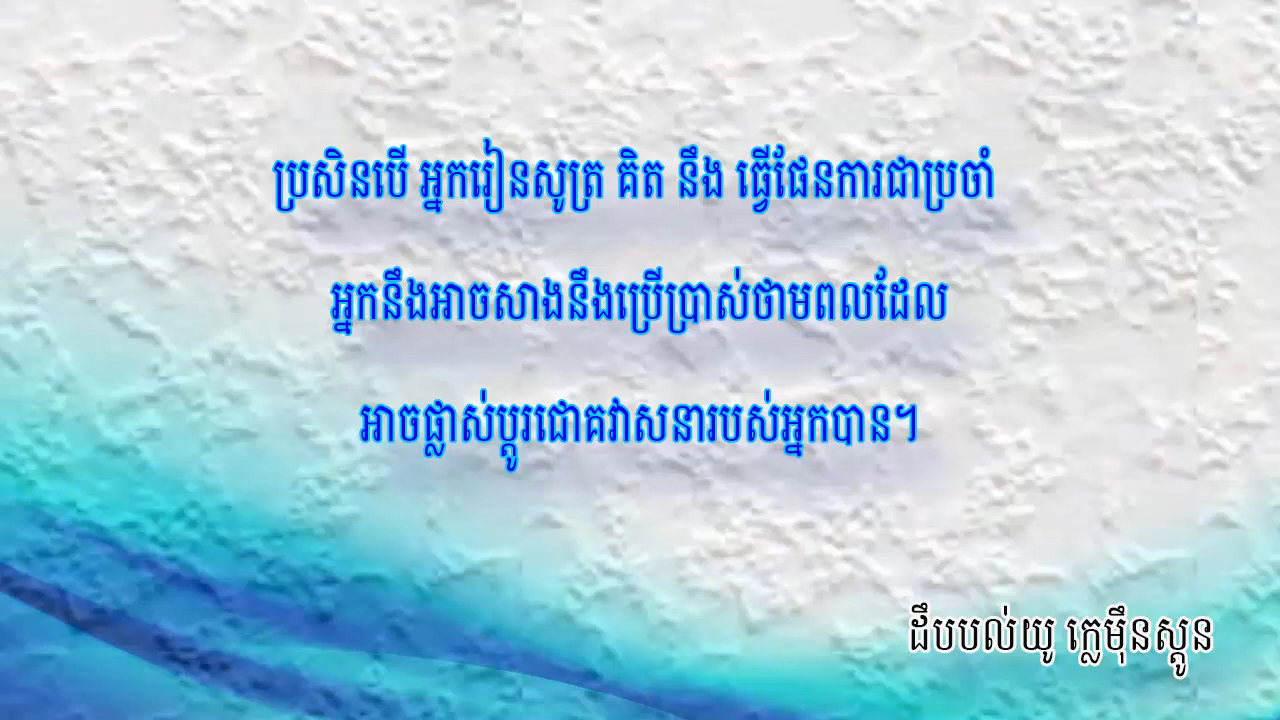 ប្រសិនបើ អ្នករៀនសូត្រ គិត នឹង ធ្វើផែនការជាប្រចាំ
អ្នកនឹងអាចសាងនឹងប្រើប្រាស់ថាមពលដែល
អាចផ្លាស់ប្តូរជោគវាសនារបស់អ្នកបាន។
ដឹបបល់យូ ក្លេម៉ឹនស្តូន